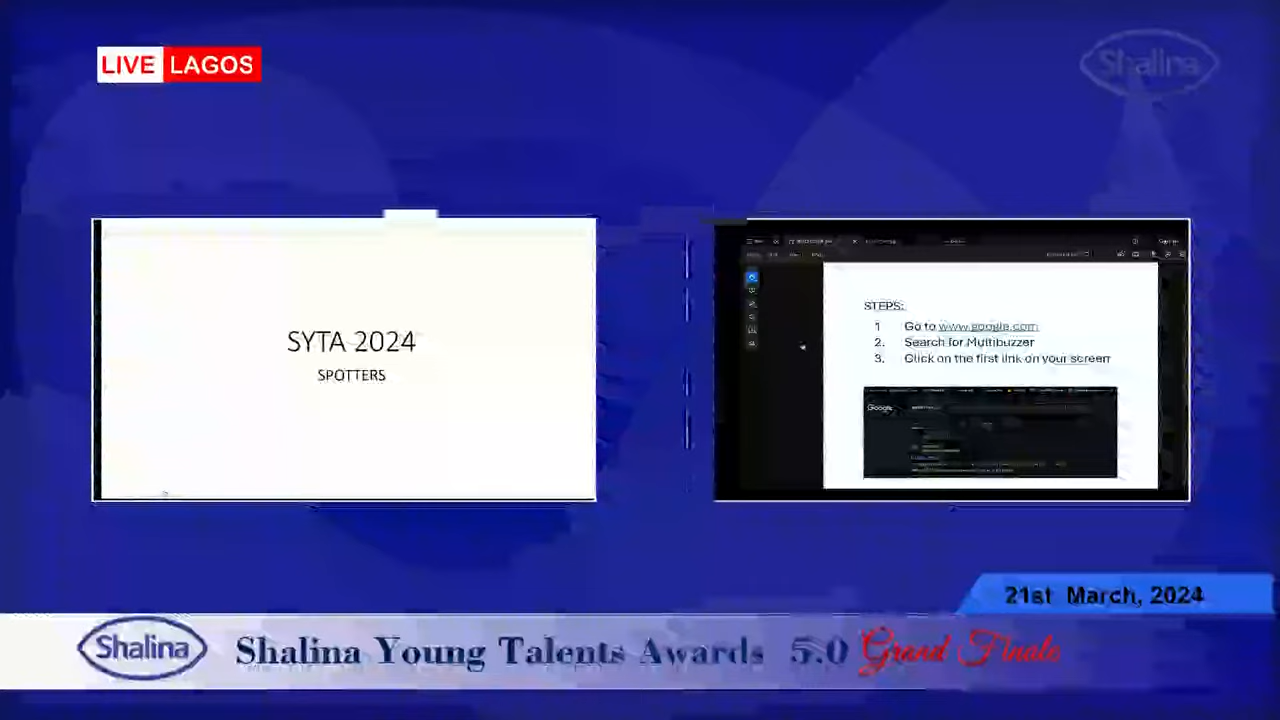 LIVE LAGOS
Shalina
SYTA 2024
SPOTTERS
STEPS:
1 Go to www.google.com
2. Search for Multibuzzer
3. Click on the first link on your screen
Google
21st March, 2024
Shalina
Shalina Young Talents Awards 5.0 Grand Finale